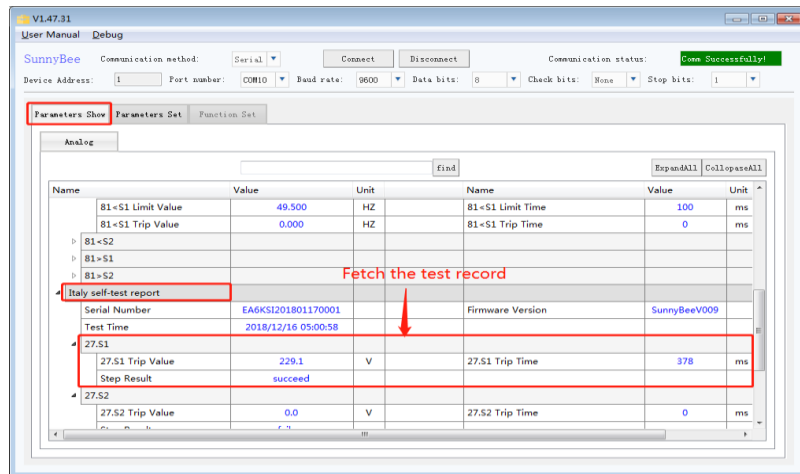 V1.47.31
User Manual Debug
SunnyBee Communication method: Serial Connect Disconnect Communication status: Comm Successfully!
Device Address: 1 Port number: COM10 Baud rate: 9600 Data bits: 8 Check bits: None Stop bits: 1
Parameters Show Parameters Set Function Set
Analog
find ExpandAll CollopaseAll
Name Value Unit Name Value Unit
81<S1 Limit Value 49.500 HZ 81<S1 Limit Time 100 ms
81<S1 Trip Value 0.000 HZ 81<S1 Trip Time 0 ms
81<S2
81>S1
81>S2
Fetch the test record
Italy self-test report
Serial Number EA6KSI201801170001 Firmware Version SunnyBeeV009
Test Time 2018/12/16 05:00:58
27.S1
27.S1 Trip Value 229.1 V 27.S1 Trip Time 378 ms
Step Result succeed
27.S2
27.S2 Trip Value 0.0 V 27.S2 Trip Time 0 ms